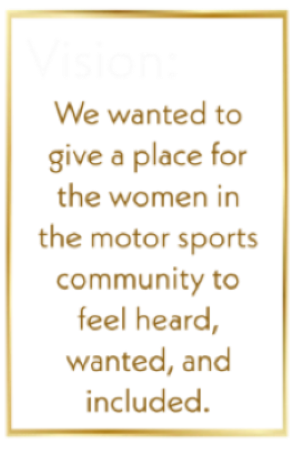 Vision:
We wanted to
give a place for
the women in
the motor sports
community to
feel heard,
wanted, and
included.